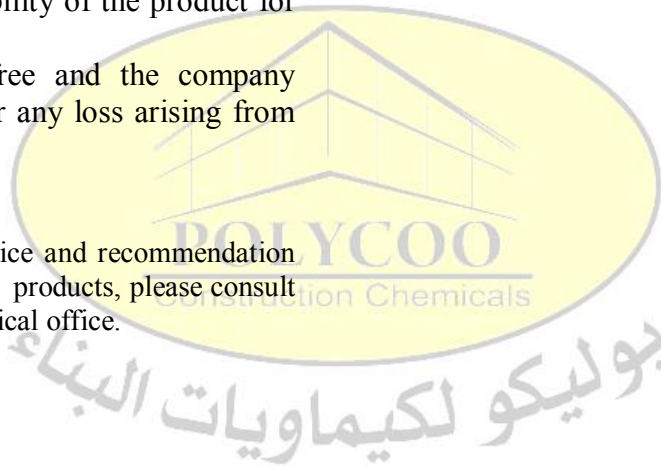 bility of the product for
ree and the company
r any loss arising from
ice and recommendation
products, please consult
ical office.
POLYCOO
Construction Chemicals
بوليكو لكيماويات البناء